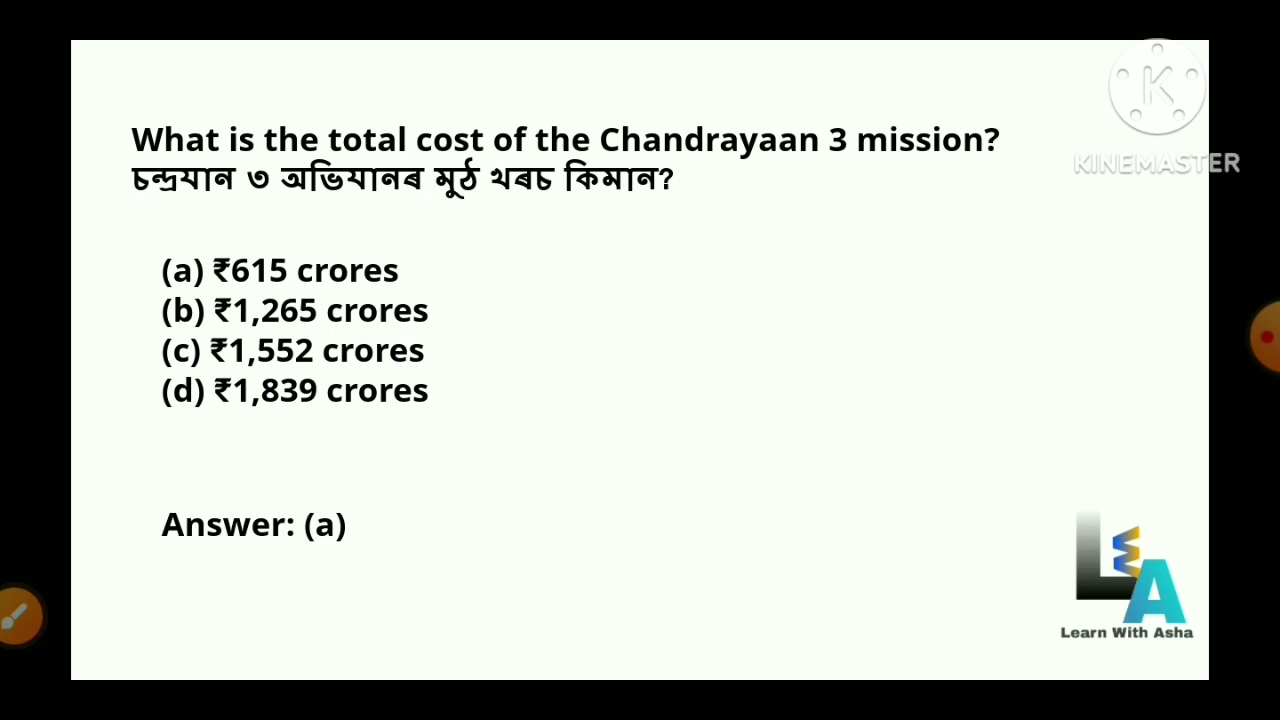 What is the total cost of the Chandrayaan 3 mission?
চন্দ্ৰযান ৩ অভিযানৰ মুঠ খৰচ কিমান?
(a) ₹615 crores
(b) ₹1,265 crores
(c) ₹1,552 crores
(d) ₹1,839 crores
Answer: (a)
K
KINEMASTER
LEA
Learn With Asha